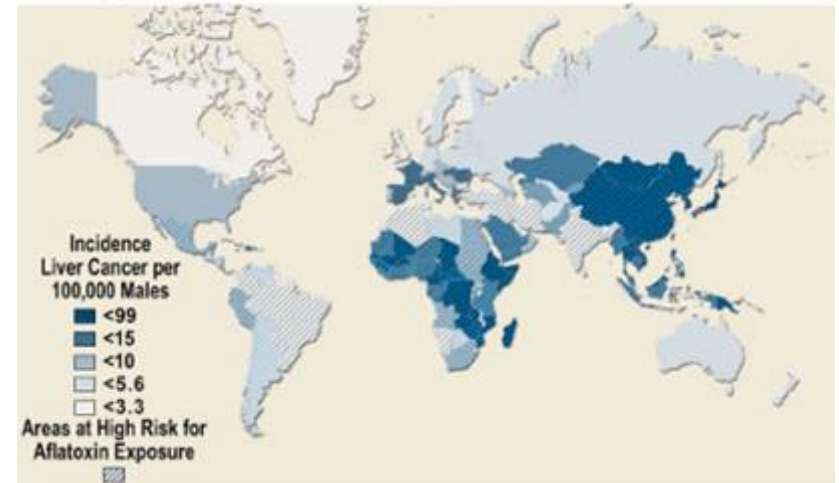 Incidence
Liver Cancer per
100,000 Males
<99
<15
<10
<5.6
<3.3
Areas at High Risk for
Aflatoxin Exposure